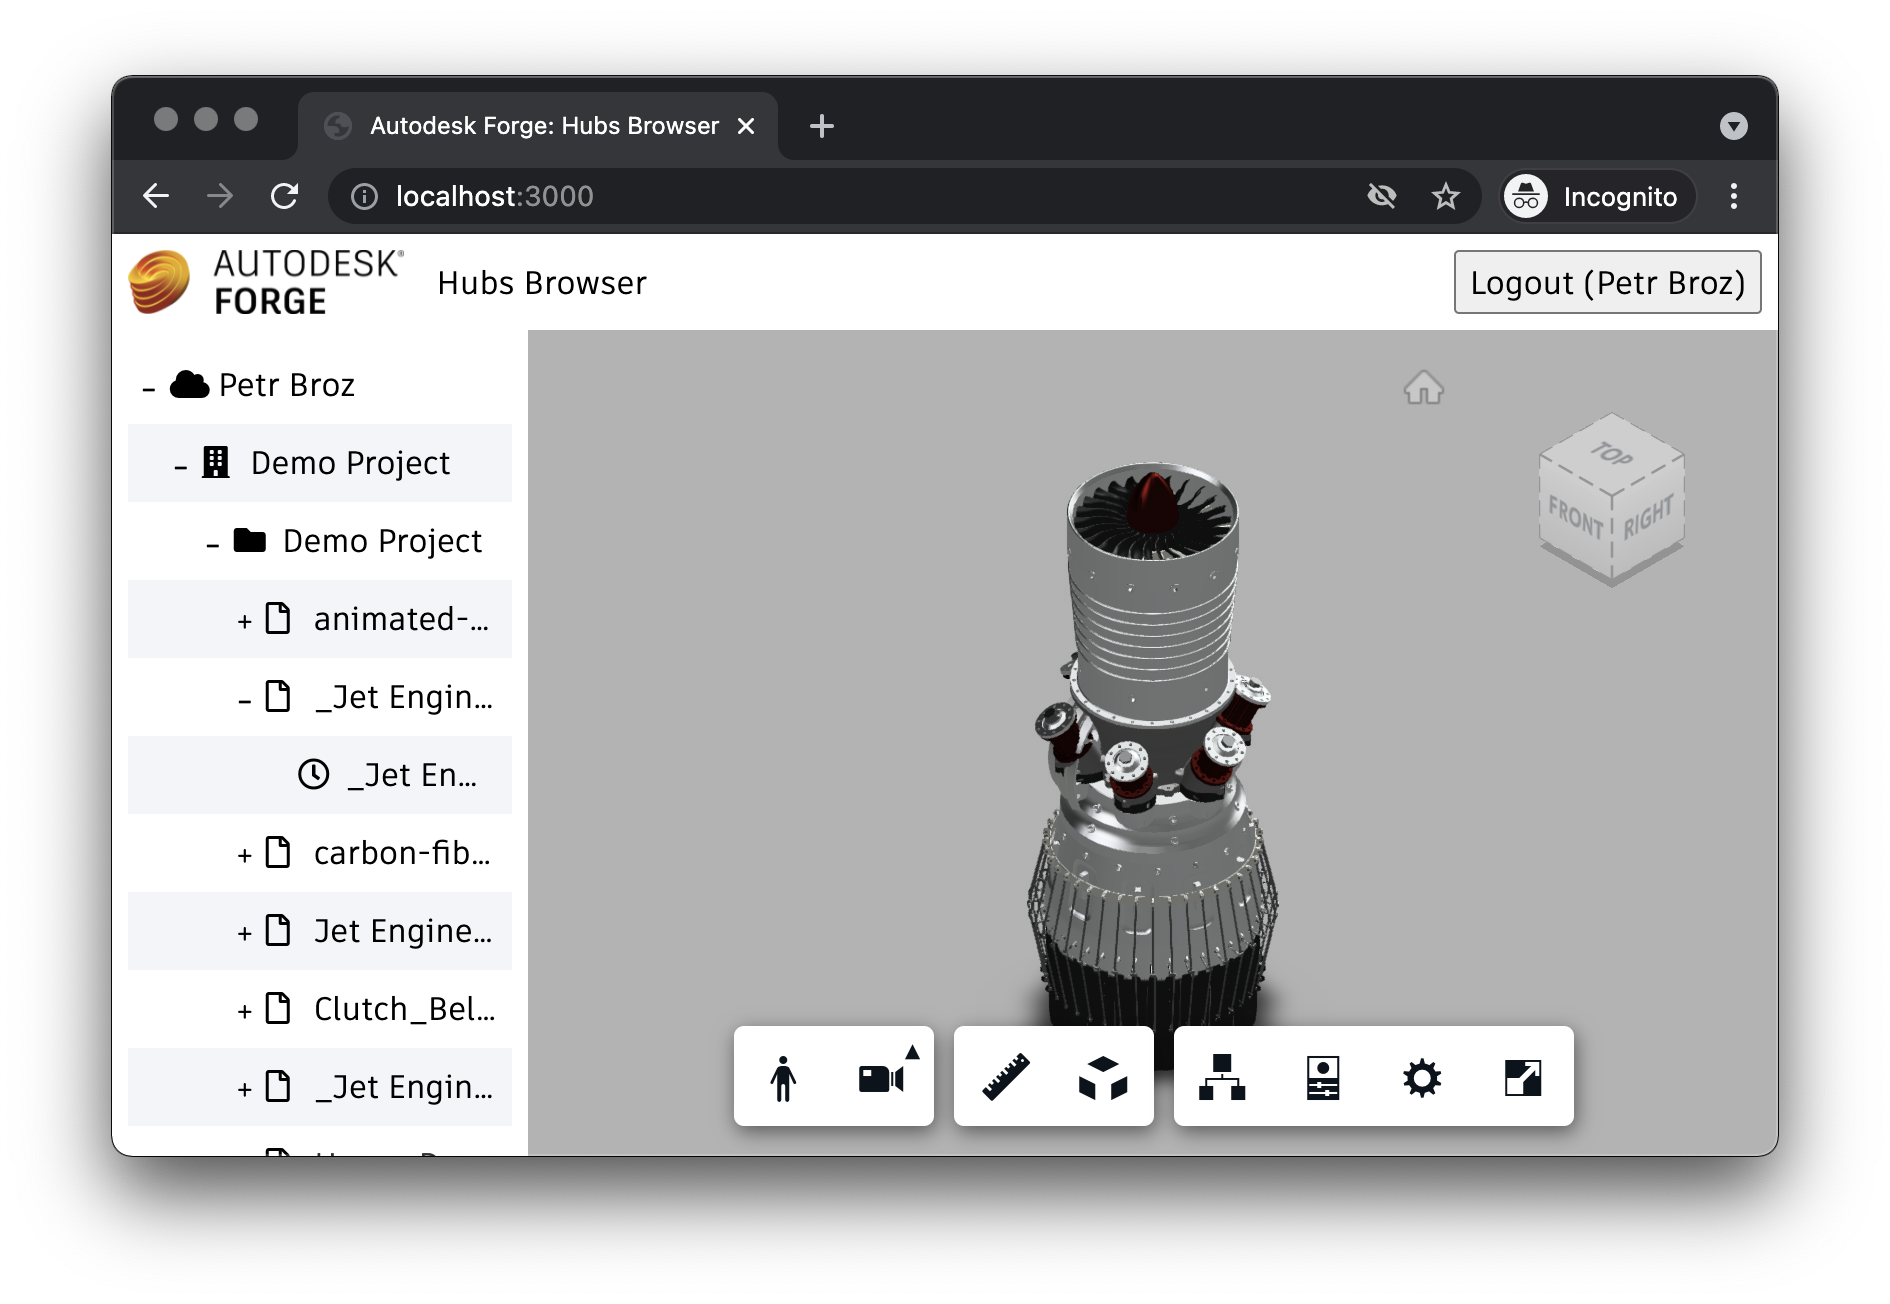 Autodesk Forge: Hubs Browser
localhost:3000
Incognito
AUTODESK®
FORGE
Hubs Browser
Logout (Petr Broz)
Petr Broz
Demo Project
Demo Project
animated-...
_Jet Engin...
_Jet En...
carbon-fib...
Jet Engine...
Clutch_Bel...
_Jet Engin...
TOP
FRONT
RIGHT